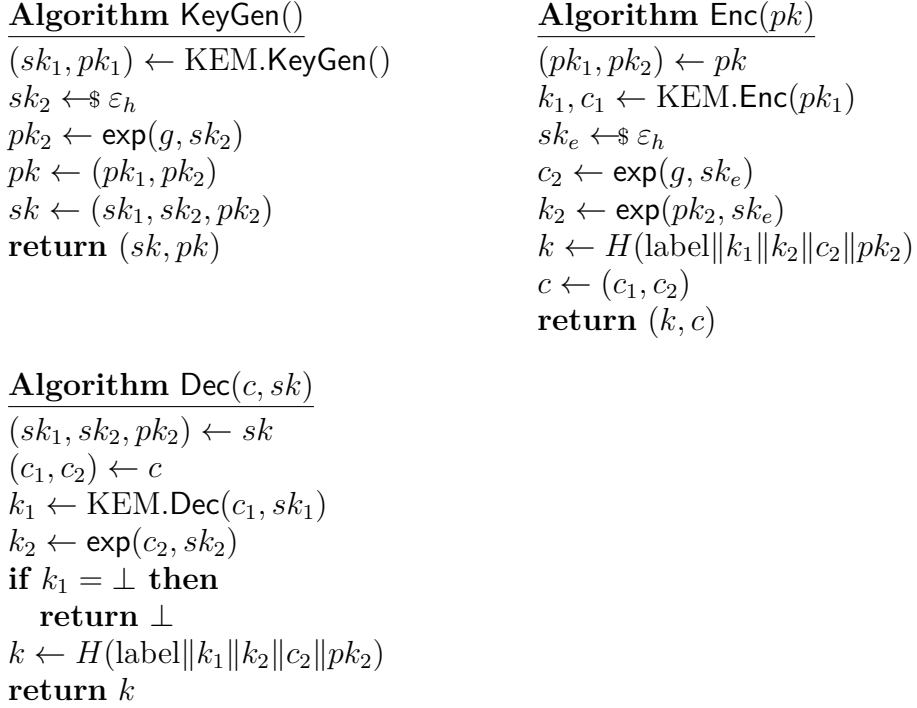 Algorithm KeyGen()
(sk₁, pk₁) ← KEM.KeyGen()
sk₂ ←$ ε_h
pk₂ ← exp(g, sk₂)
pk ← (pk₁, pk₂)
sk ← (sk₁, sk₂, pk₂)
return (sk, pk)
Algorithm Enc(pk)
(pk₁, pk₂) ← pk
k₁, c₁ ← KEM.Enc(pk₁)
sk_e ←$ ε_h
c₂ ← exp(g, sk_e)
k₂ ← exp(pk₂, sk_e)
k ← H(label‖k₁‖k₂‖c₂‖pk₂)
c ← (c₁, c₂)
return (k, c)
Algorithm Dec(c, sk)
(sk₁, sk₂, pk₂) ← sk
(c₁, c₂) ← c
k₁ ← KEM.Dec(c₁, sk₁)
k₂ ← exp(c₂, sk₂)
if k₁ = ⊥ then
return ⊥
k ← H(label‖k₁‖k₂‖c₂‖pk₂)
return k